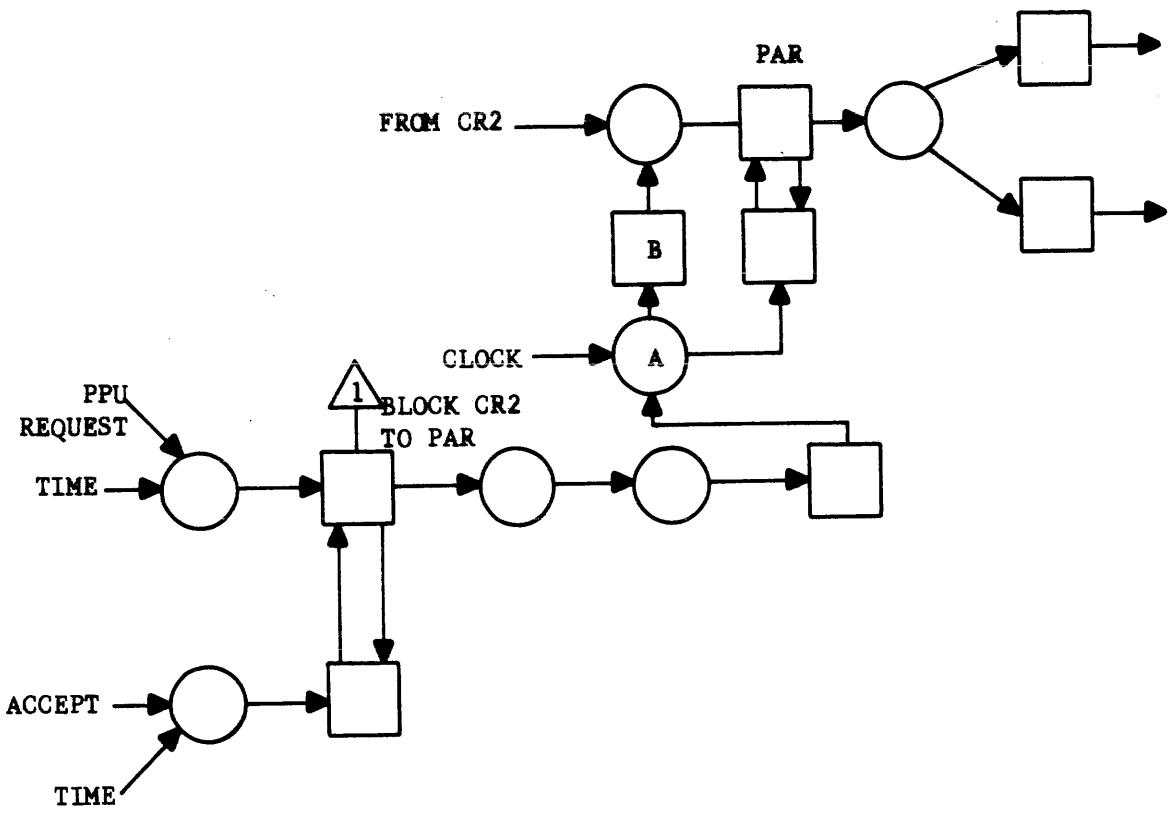 PAR
FROM CR2
B
CLOCK
A
1
PPU
REQUEST
BLOCK CR2
TO PAR
TIME
ACCEPT
TIME